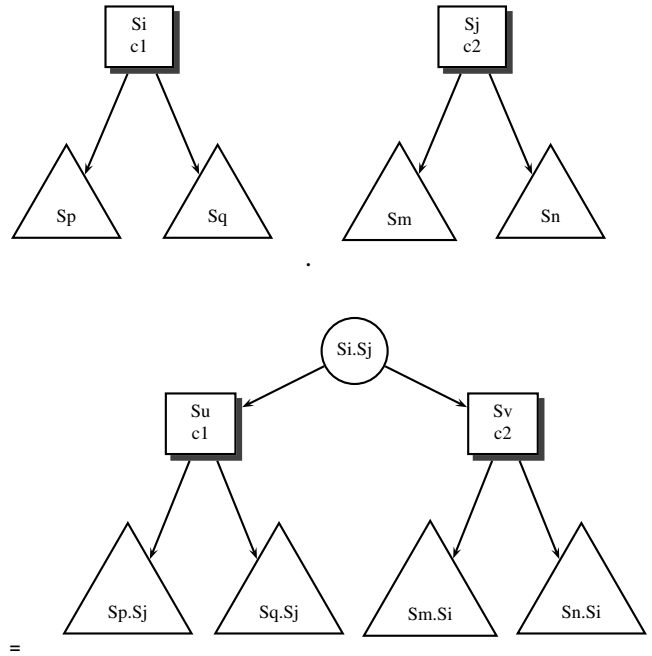 Si
c1
Sj
c2
Sp
Sq
Sm
Sn
.
Si.Sj
Su
c1
Sv
c2
Sp.Sj
Sq.Sj
Sm.Si
Sn.Si
=